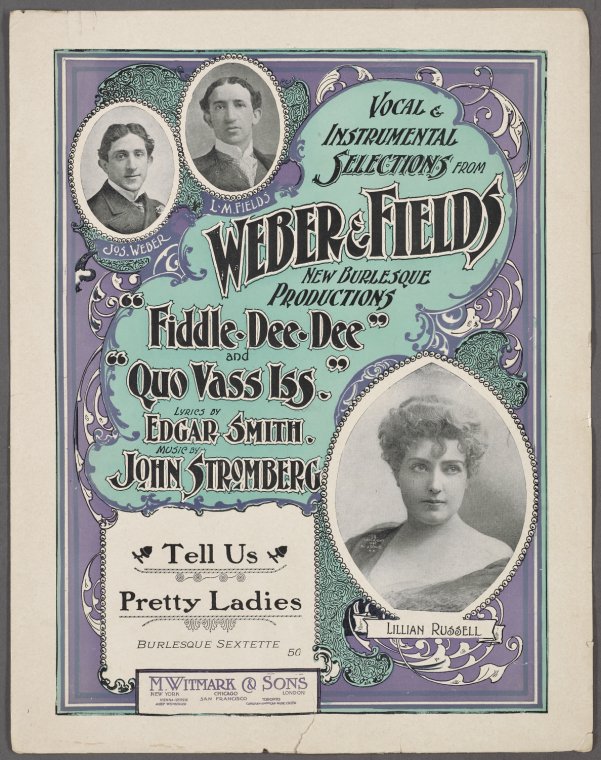 VOCAL &
INSTRUMENTAL
SELECTIONS FROM
WEBER & FIELDS
NEW BURLESQUE
PRODUCTIONS
"FIDDLE-DEE-DEE"
and
"QUO VASS ISS."
LYRICS BY
EDGAR SMITH.
MUSIC BY
JOHN STROMBERG
JOS. WEBER
L-M. FIELDS
LILLIAN RUSSELL
Tell Us
Pretty Ladies
BURLESQUE SEXTETTE
50
M. WITMARK & SONS
NEW YORK CHICAGO LONDON
SAN FRANCISCO TORONTO